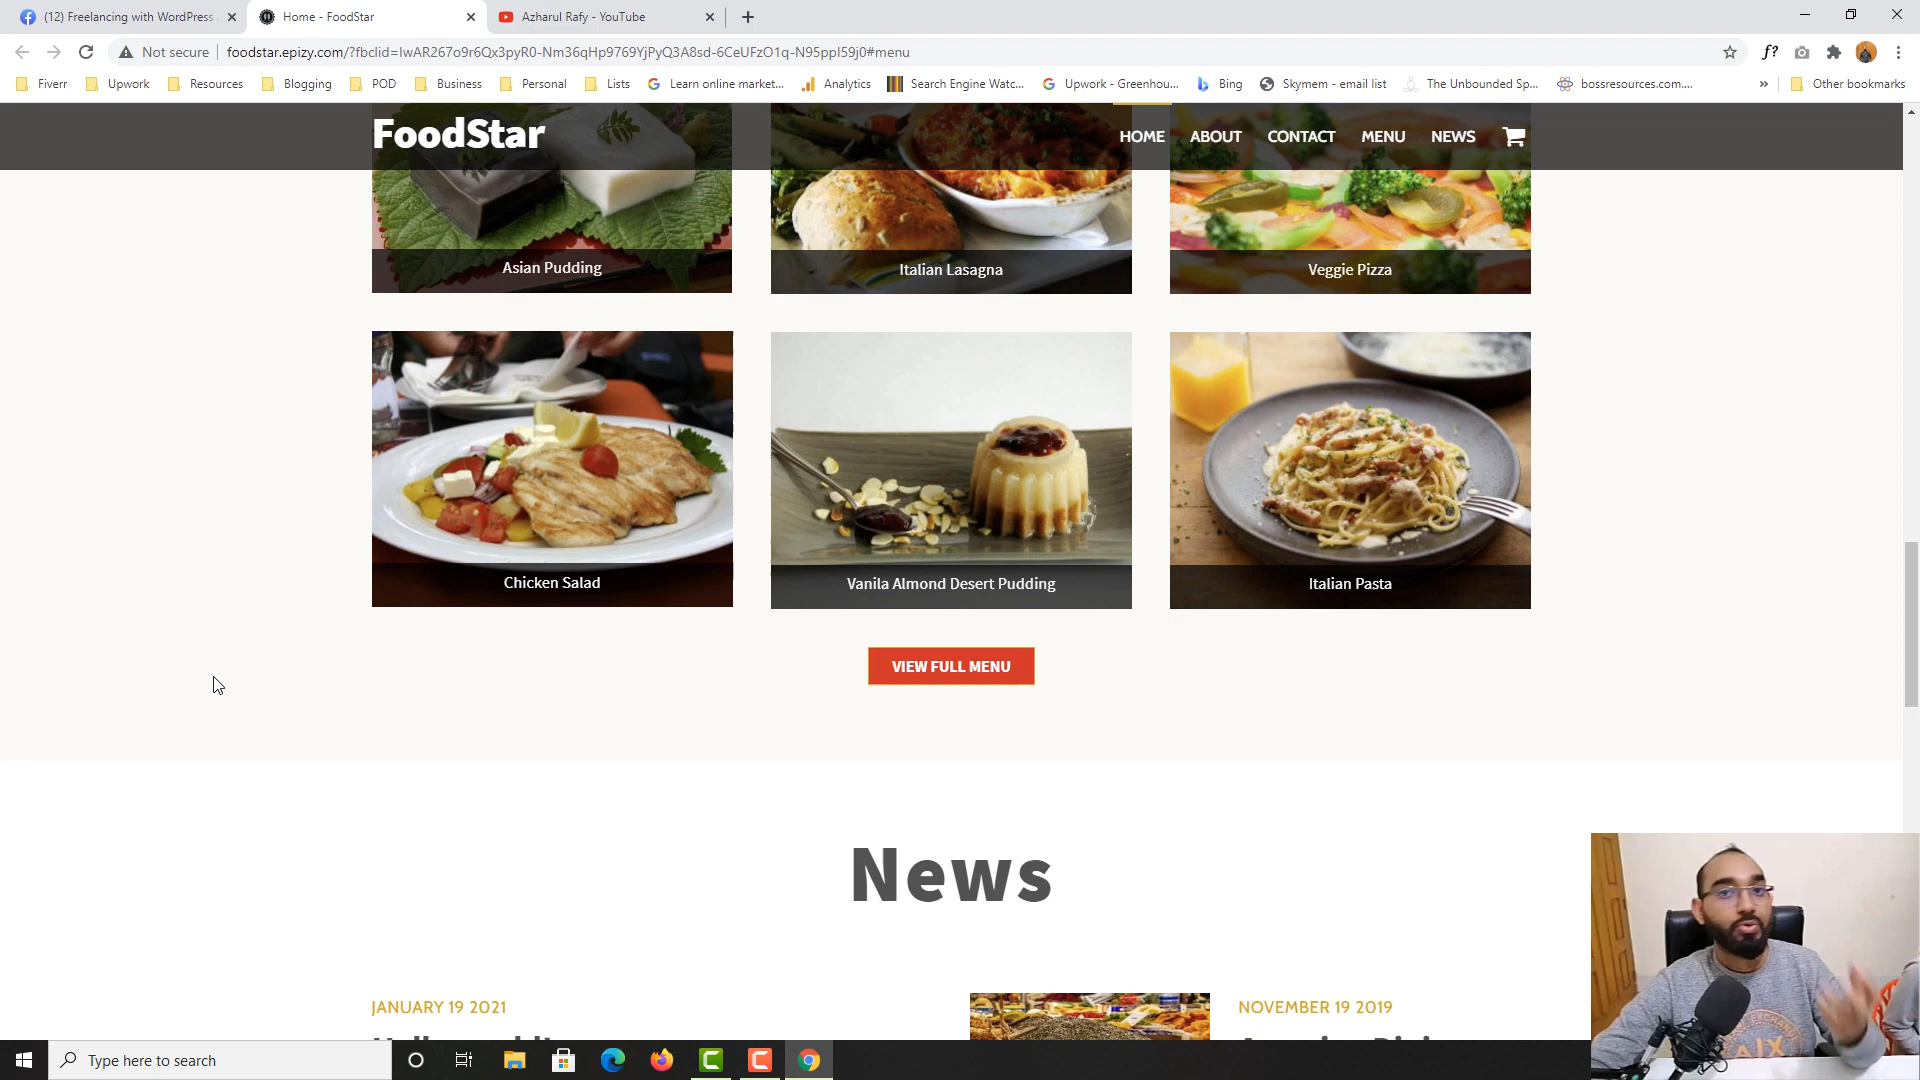 (12) Freelancing with WordPress
Home - FoodStar
Azharul Rafy - YouTube
Not secure
foodstar.epizy.com/?fbclid=IwAR267o9r6Qx3pyR0-Nm36qHp9769YjPyQ3A8sd-6CeUFzO1q-N95ppI59j0#menu
f?
Fiverr
Upwork
Resources
Blogging
POD
Business
Personal
Lists
Learn online market...
Analytics
Search Engine Watc...
Upwork - Greenhou...
Bing
Skymem - email list
The Unbounded Sp...
bossresources.com....
»
Other bookmarks
FoodStar
HOME
ABOUT
CONTACT
MENU
NEWS
Asian Pudding
Italian Lasagna
Veggie Pizza
Chicken Salad
Vanila Almond Desert Pudding
Italian Pasta
VIEW FULL MENU
News
JANUARY 19 2021
NOVEMBER 19 2019
Type here to search